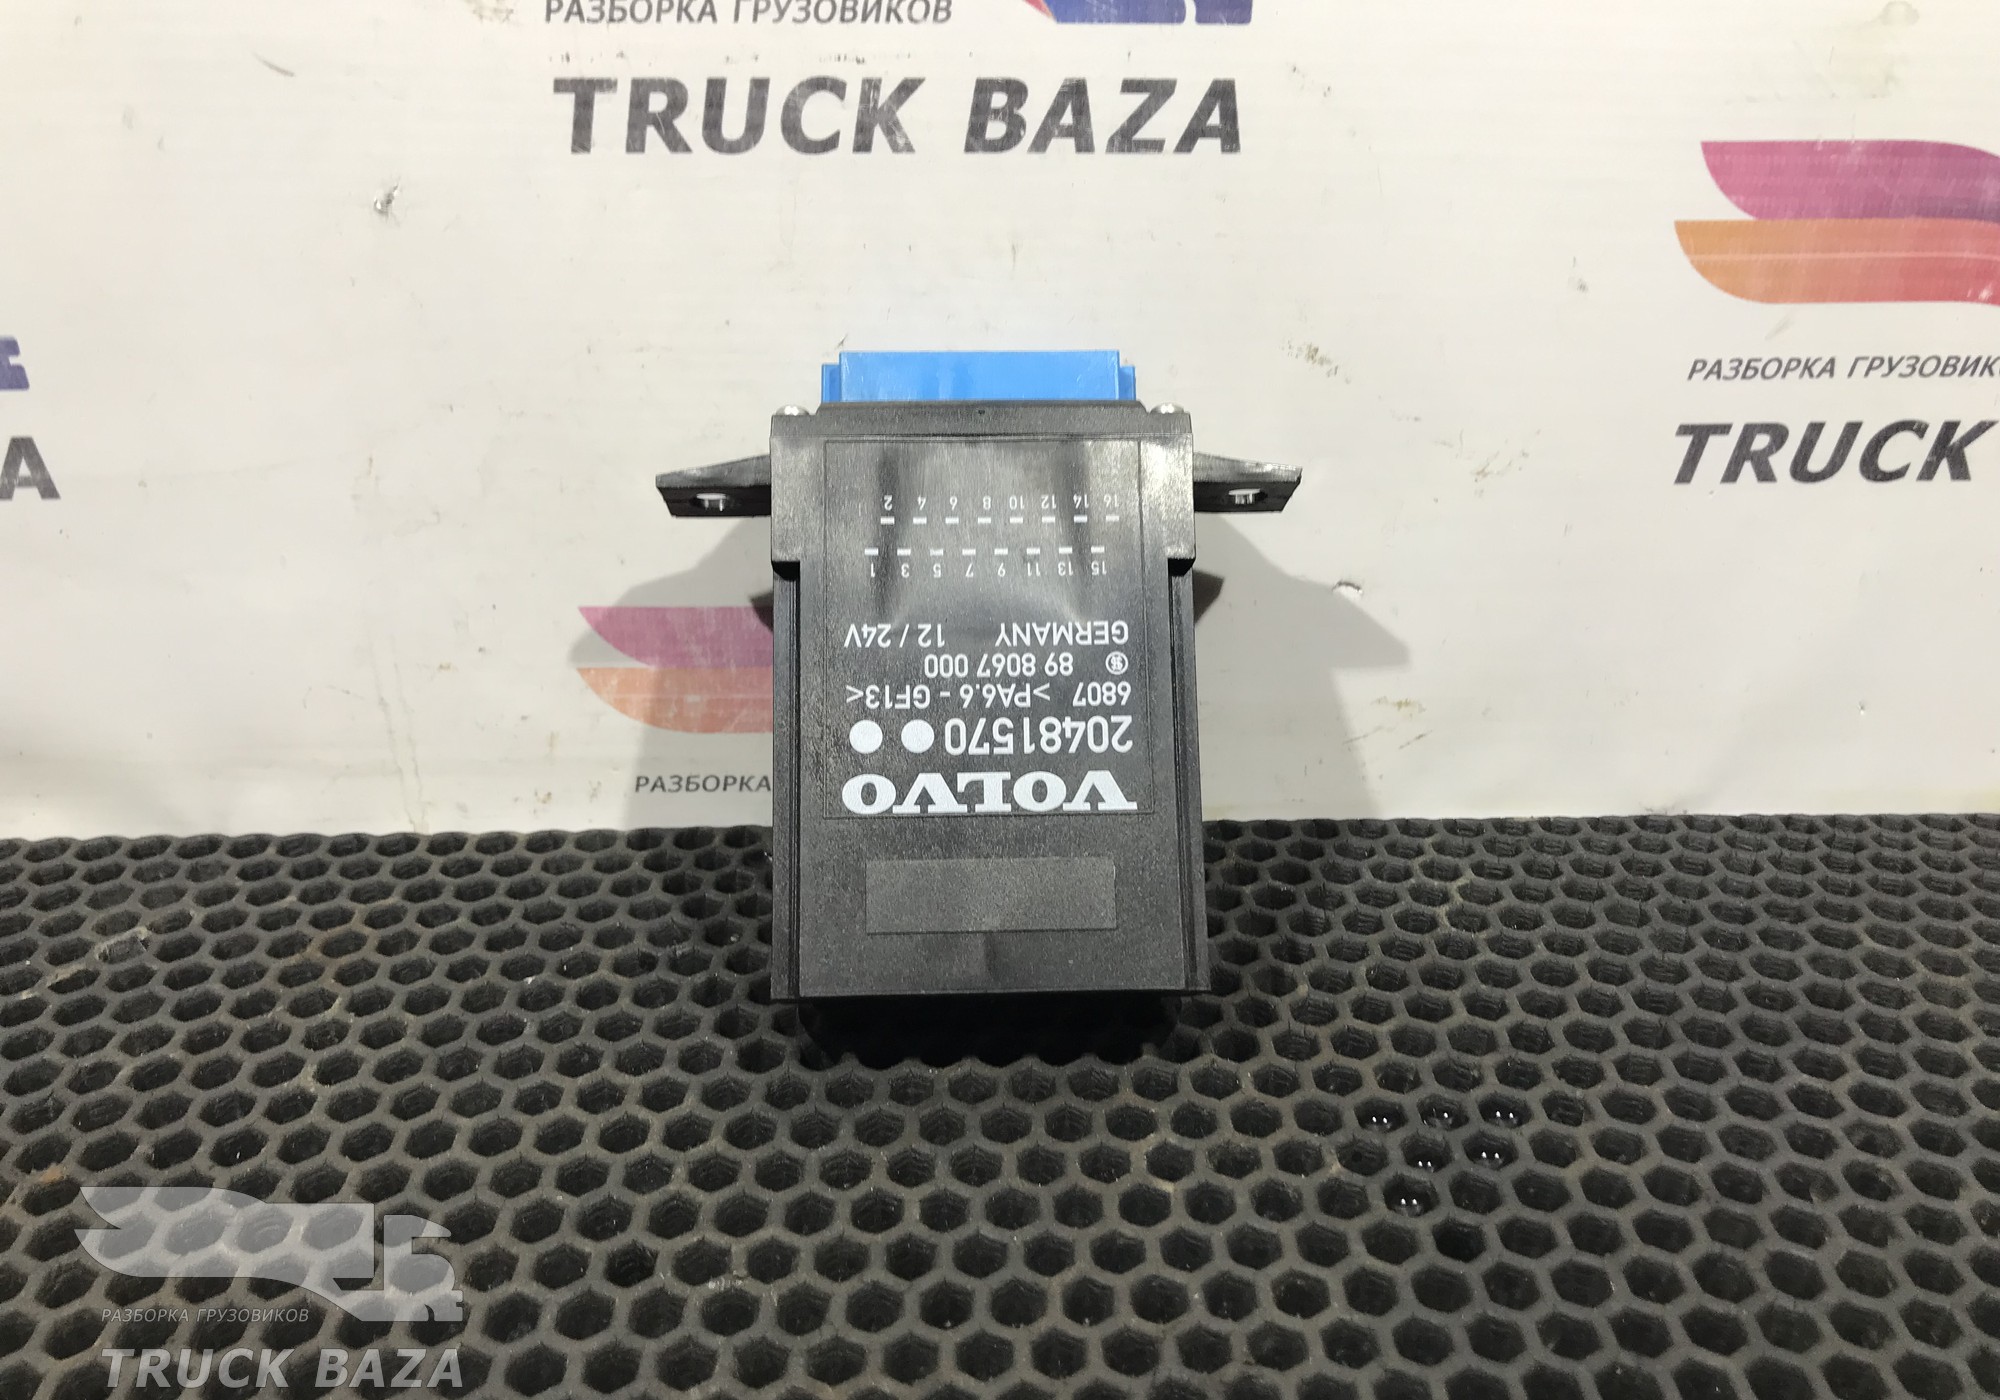 РАЗБОРКА ГРУЗОВИКОВ
TRUCK BAZA
РАЗБОРКА ГРУЗОВИК
TRUCK
A
РАЗБОРКА
VOLVO
20481570
6807 >PA6.6 - GF13<
89 8067 000
GERMANY 12 / 24V
15 13 11 9 7 5 3 1
16 14 12 10 8 6 4 2
РАЗБОРКА ГРУЗОВИКОВ
TRUCK BAZA